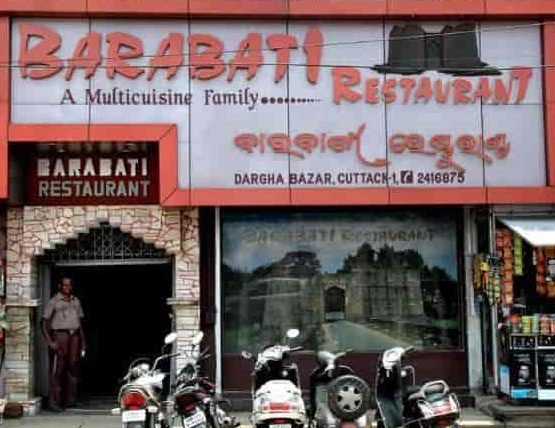 BARABATI
RESTAURANT
A Multicuisine Family..........
ବାରବାଟୀ ରେଷ୍ଟୁରାଣ୍ଟ
DARGHA BAZAR, CUTTACK-1, 2416875
BARABATI
RESTAURANT
BARABATI RESTAURANT